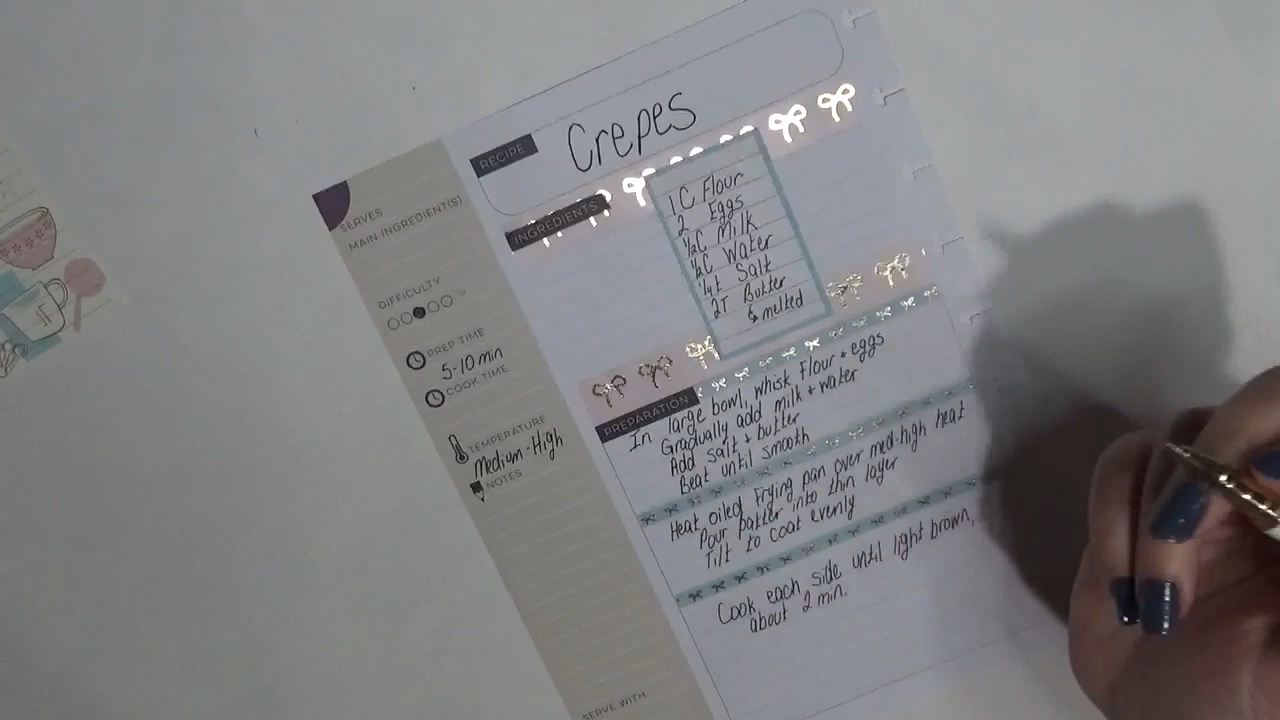 RECIPE
Crepes
SERVES
MAIN INGREDIENT(S)
DIFFICULTY
PREP TIME
5-10 min
COOK TIME
TEMPERATURE
Medium-High
NOTES
SERVE WITH
INGREDIENTS
1 C Flour
2 Eggs
1/2C Milk
1/2C Water
1/4t Salt
2T Butter
↳ melted
PREPARATION
In large bowl, whisk Flour + eggs
Gradually add milk + water
Add salt + butter
Beat until smooth
Heat oiled frying pan over med-high heat
Pour batter into thin layer
Tilt to coat evenly
Cook each side until light brown,
about 2 min.